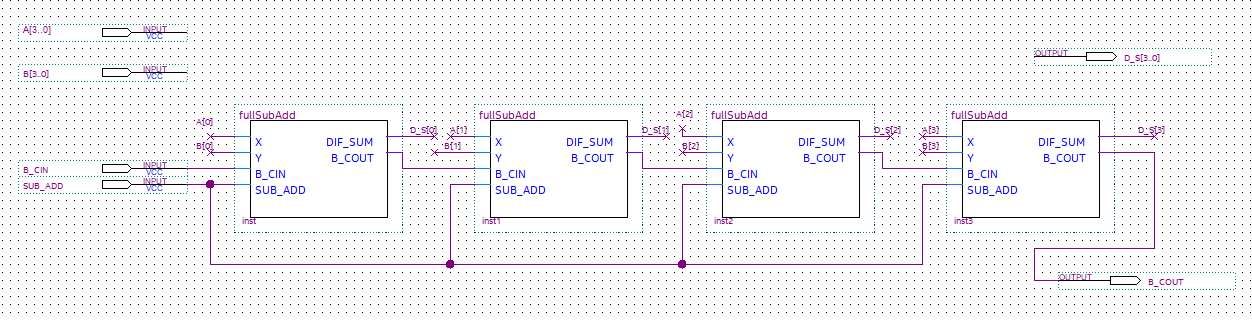 A[3..0] INPUT
VCC
OUTPUT D_S[3..0]
B[3..0] INPUT
VCC
fullSubAdd fullSubAdd fullSubAdd fullSubAdd
A[0] D_S[0] A[1] D_S[1] A[2] D_S[2] A[3] D_S[3]
X DIF_SUM X DIF_SUM X DIF_SUM X DIF_SUM
B[0] B[1] B[2] B[3]
Y B_COUT Y B_COUT Y B_COUT Y B_COUT
B_CIN INPUT
VCC
B_CIN B_CIN B_CIN B_CIN
SUB_ADD INPUT
VCC
SUB_ADD SUB_ADD SUB_ADD SUB_ADD
inst inst1 inst2 inst3
OUTPUT B_COUT